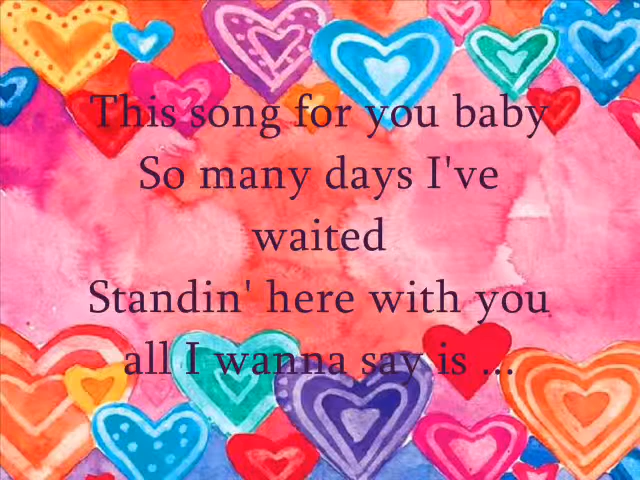 This song for you baby
So many days I've
waited
Standin' here with you
all I wanna say is ...